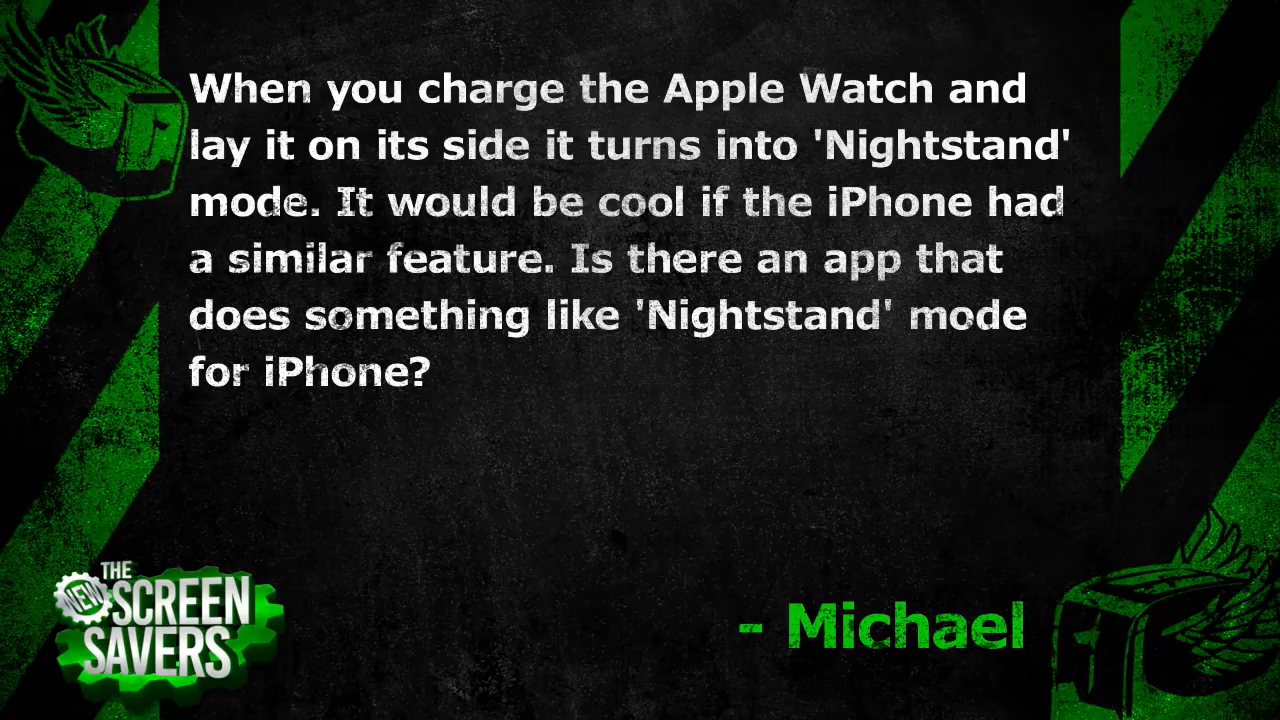 When you charge the Apple Watch and
lay it on its side it turns into 'Nightstand'
mode. It would be cool if the iPhone had
a similar feature. Is there an app that
does something like 'Nightstand' mode
for iPhone?
- Michael
THE
NEW
SCREEN
SAVERS